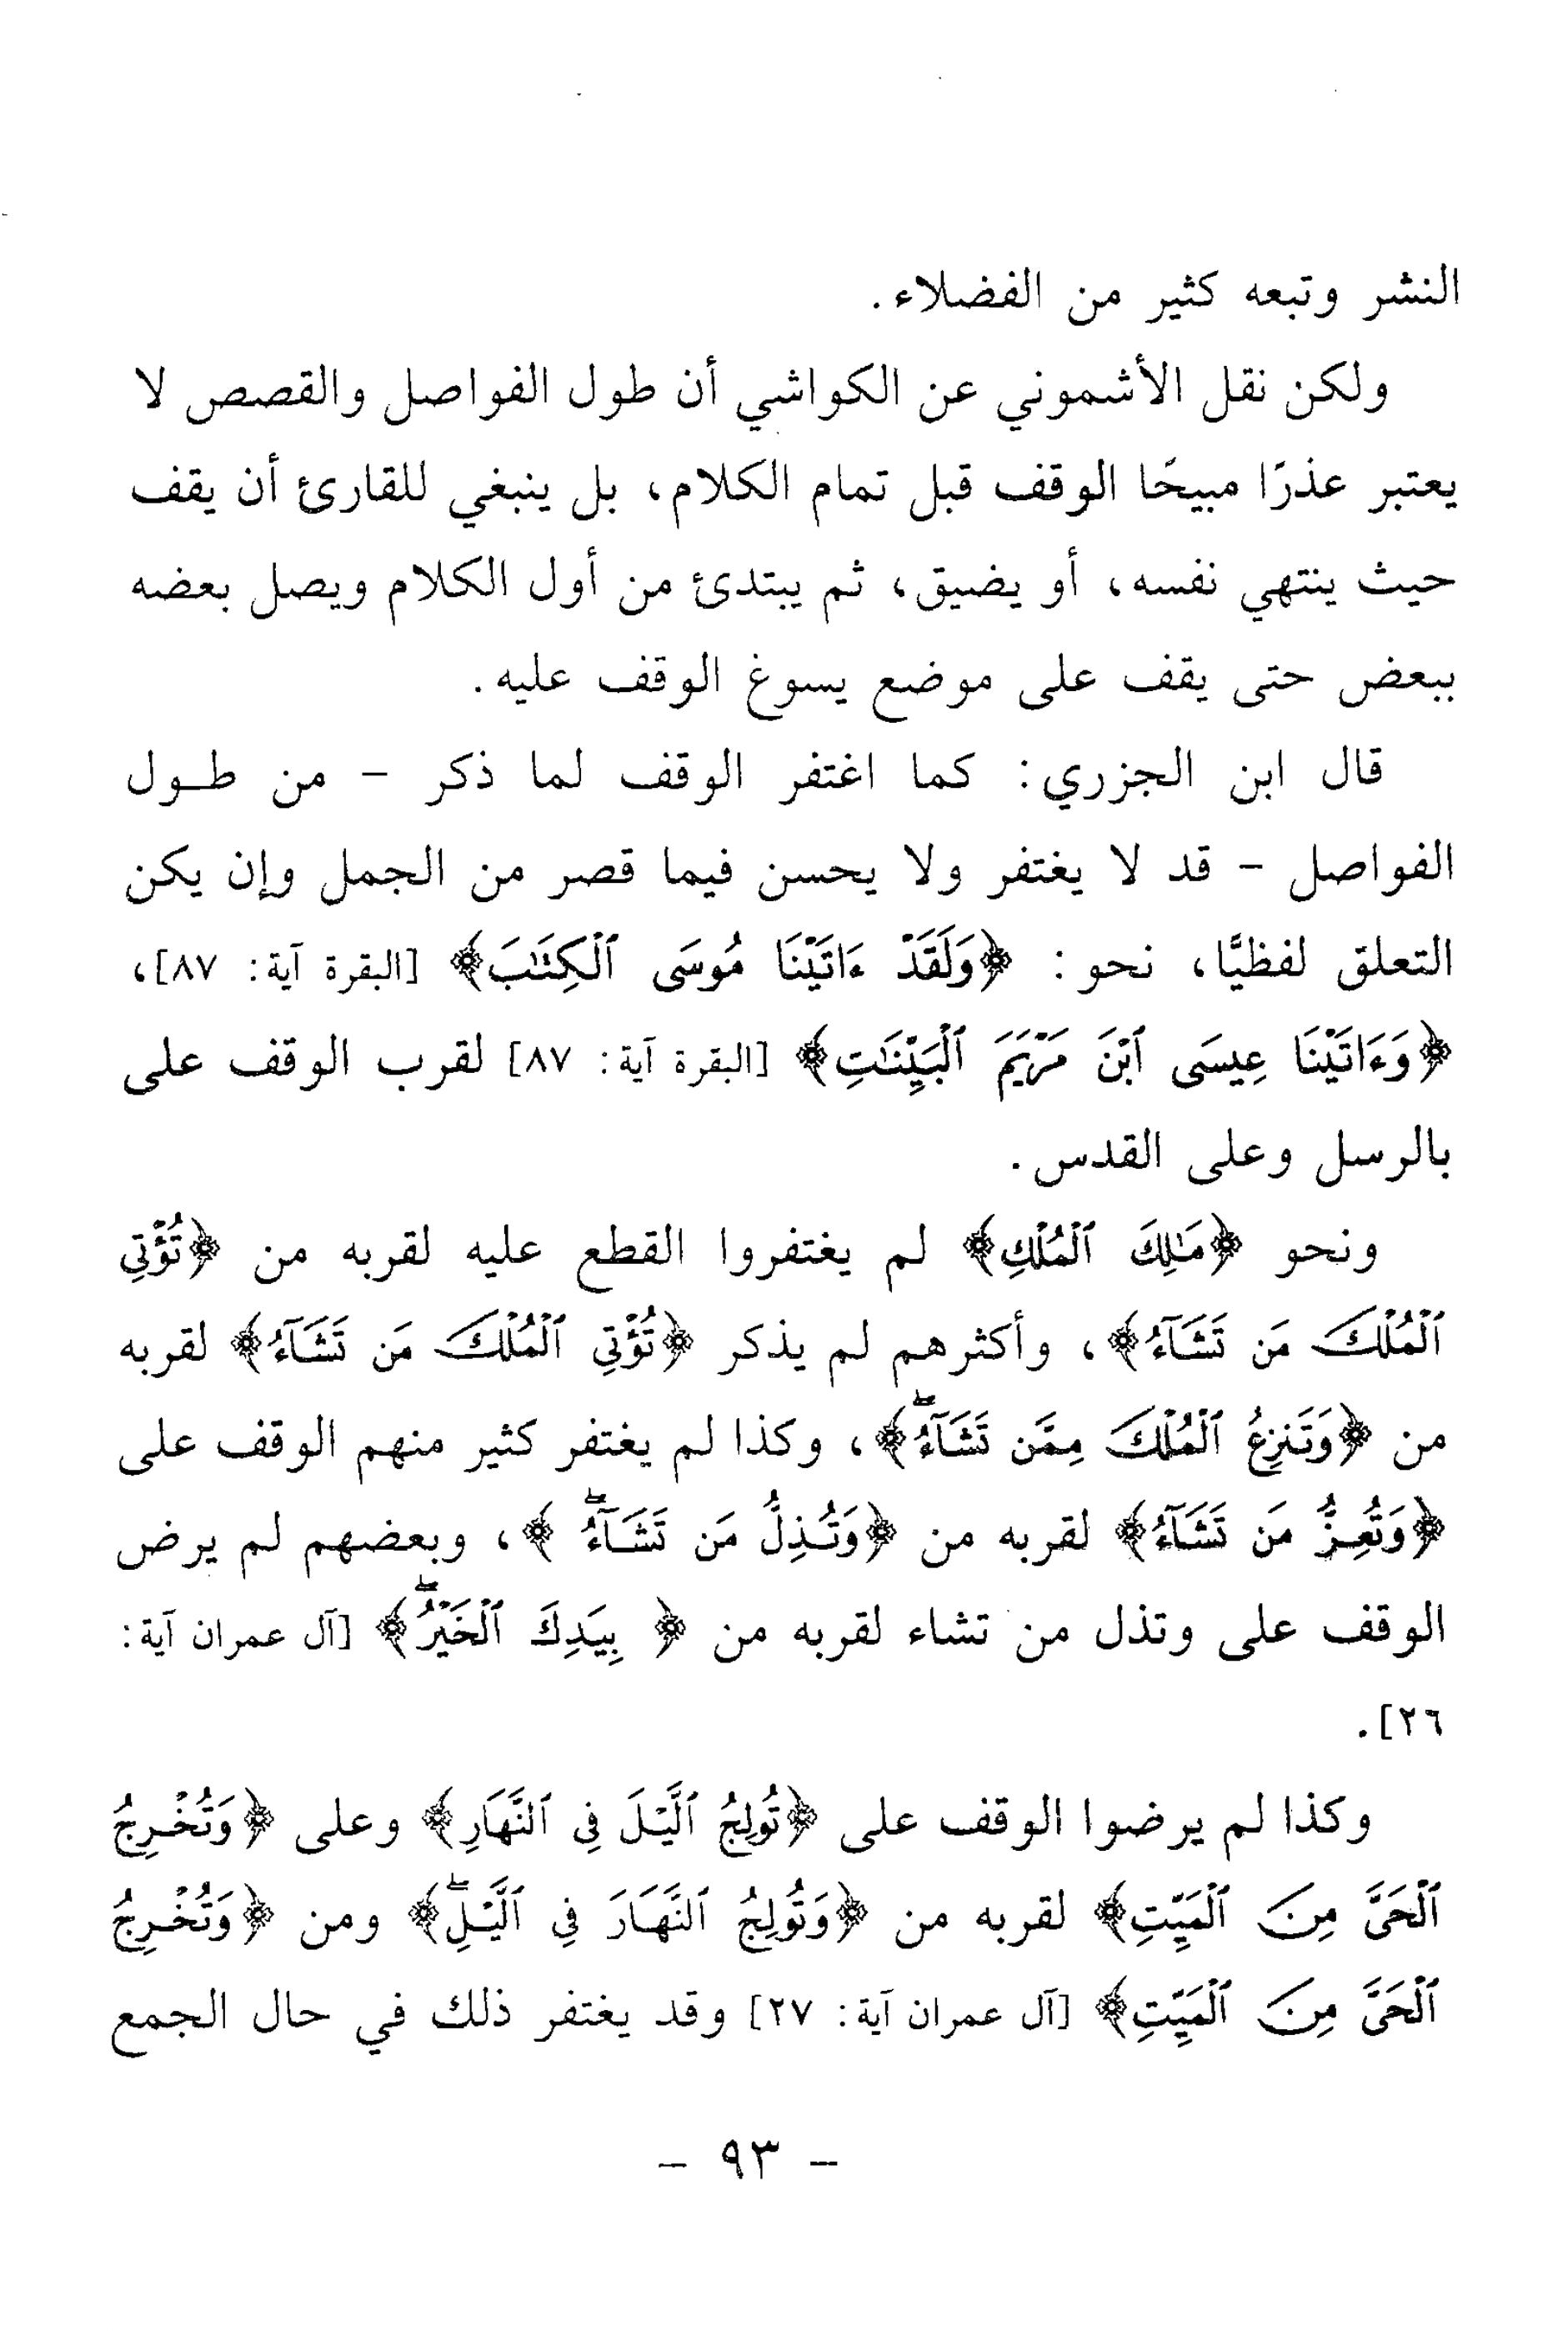 النشر وتبعه كثير من الفضلاء.
ولكن نقل الأشموني عن الكواشي أن طول الفواصل والقصص لا
يعتبر عذرًا مبيحًا الوقف قبل تمام الكلام، بل ينبغي للقارئ أن يقف
حيث ينتهي نفسه، أو يضيق، ثم يبتدئ من أول الكلام ويصل بعضه
ببعض حتى يقف على موضع يسوغ الوقف عليه.
قال ابن الجزري: كما اغتفر الوقف لما ذكر – من طـول
الفواصل – قد لا يغتفر ولا يحسن فيما قصر من الجمل وإن يكن
التعلق لفظيًّا، نحو: ﴿وَلَقَدْ ءَاتَيْنَا مُوسَى ٱلْكِتَٰبَ﴾ [البقرة آية: ٨٧]،
﴿وَءَاتَيْنَا عِيسَى ٱبْنَ مَرْيَمَ ٱلْبَيِّنَٰتِ﴾ [البقرة آية: ٨٧] لقرب الوقف على
بالرسل وعلى القدس.
ونحو ﴿مَٰلِكَ ٱلْمُلْكِ﴾ لم يغتفروا القطع عليه لقربه من ﴿تُؤْتِي
ٱلْمُلْكَ مَن تَشَآءُ﴾، وأكثرهم لم يذكر ﴿تُؤْتِي ٱلْمُلْكَ مَن تَشَآءُ﴾ لقربه
من ﴿وَتَنزِعُ ٱلْمُلْكَ مِمَّن تَشَآءُۖ﴾، وكذا لم يغتفر كثير منهم الوقف على
﴿وَتُعِزُّ مَن تَشَآءُ﴾ لقربه من ﴿وَتُذِلُّ مَن تَشَآءُۖ﴾، وبعضهم لم يرض
الوقف على وتذل من تشاء لقربه من ﴿بِيَدِكَ ٱلْخَيْرُۖ﴾ [آل عمران آية:
٢٦].
وكذا لم يرضوا الوقف على ﴿تُولِجُ ٱلَّيْلَ فِي ٱلنَّهَارِ﴾ وعلى ﴿وَتُخْرِجُ
ٱلْحَيَّ مِنَ ٱلْمَيِّتِ﴾ لقربه من ﴿وَتُولِجُ ٱلنَّهَارَ فِي ٱلَّيْلِۖ﴾ ومن ﴿وَتُخْرِجُ
ٱلْحَيَّ مِنَ ٱلْمَيِّتِ﴾ [آل عمران آية: ٢٧] وقد يغتفر ذلك في حال الجمع
– ٩٣ –